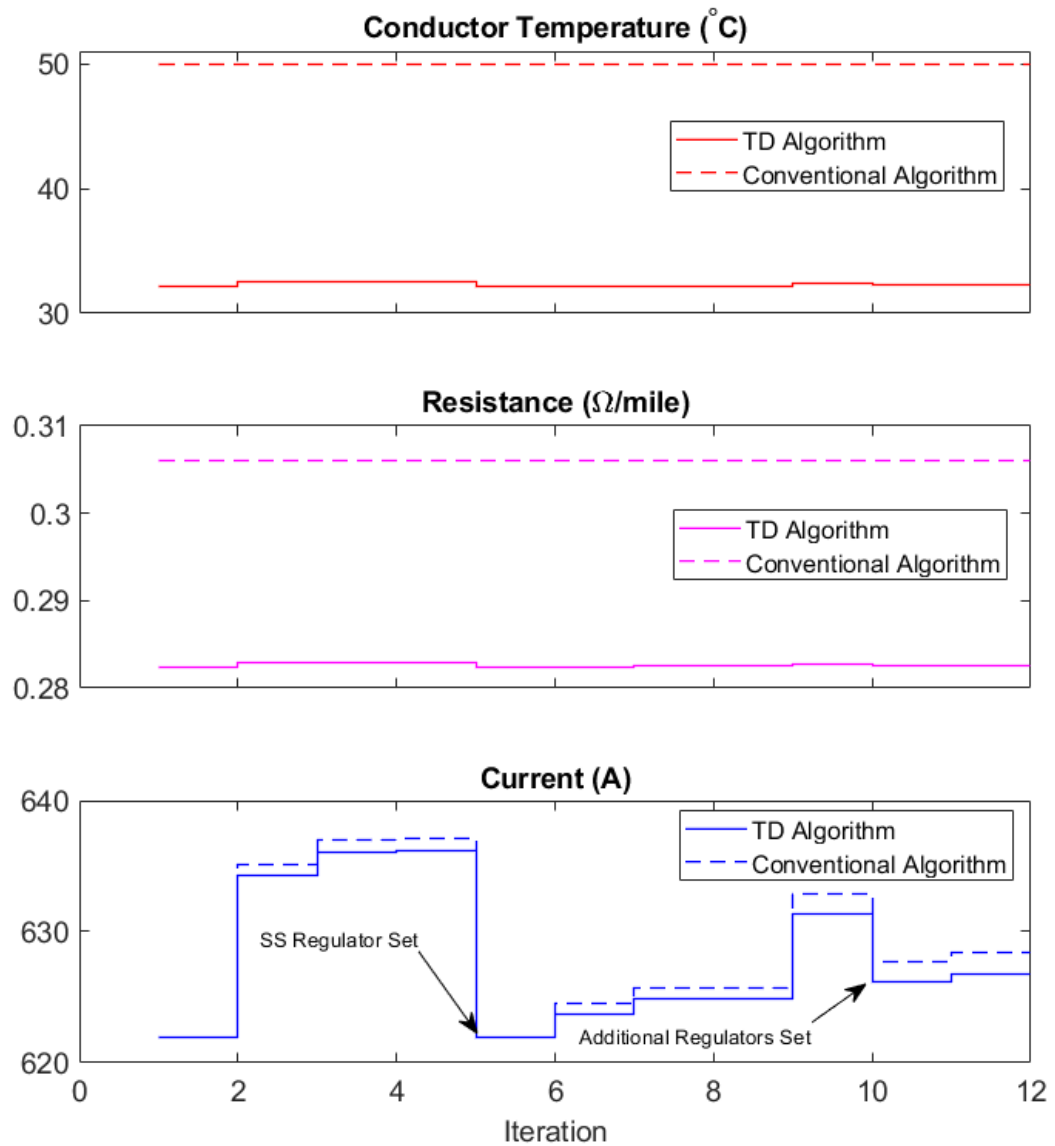 Conductor Temperature (°C)
50
40
30
TD Algorithm
Conventional Algorithm
Resistance (Ω/mile)
0.31
0.3
0.29
0.28
TD Algorithm
Conventional Algorithm
Current (A)
640
630
620
TD Algorithm
Conventional Algorithm
SS Regulator Set
Additional Regulators Set
0 2 4 6 8 10 12
Iteration